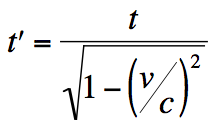 t' = t / √(1 − (v/c)²)